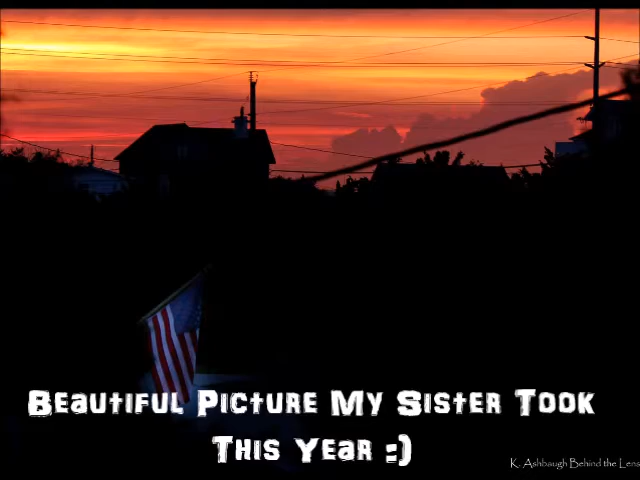 Beautiful Picture My Sister Took
This Year :)
K. Ashbaugh Behind the Lens